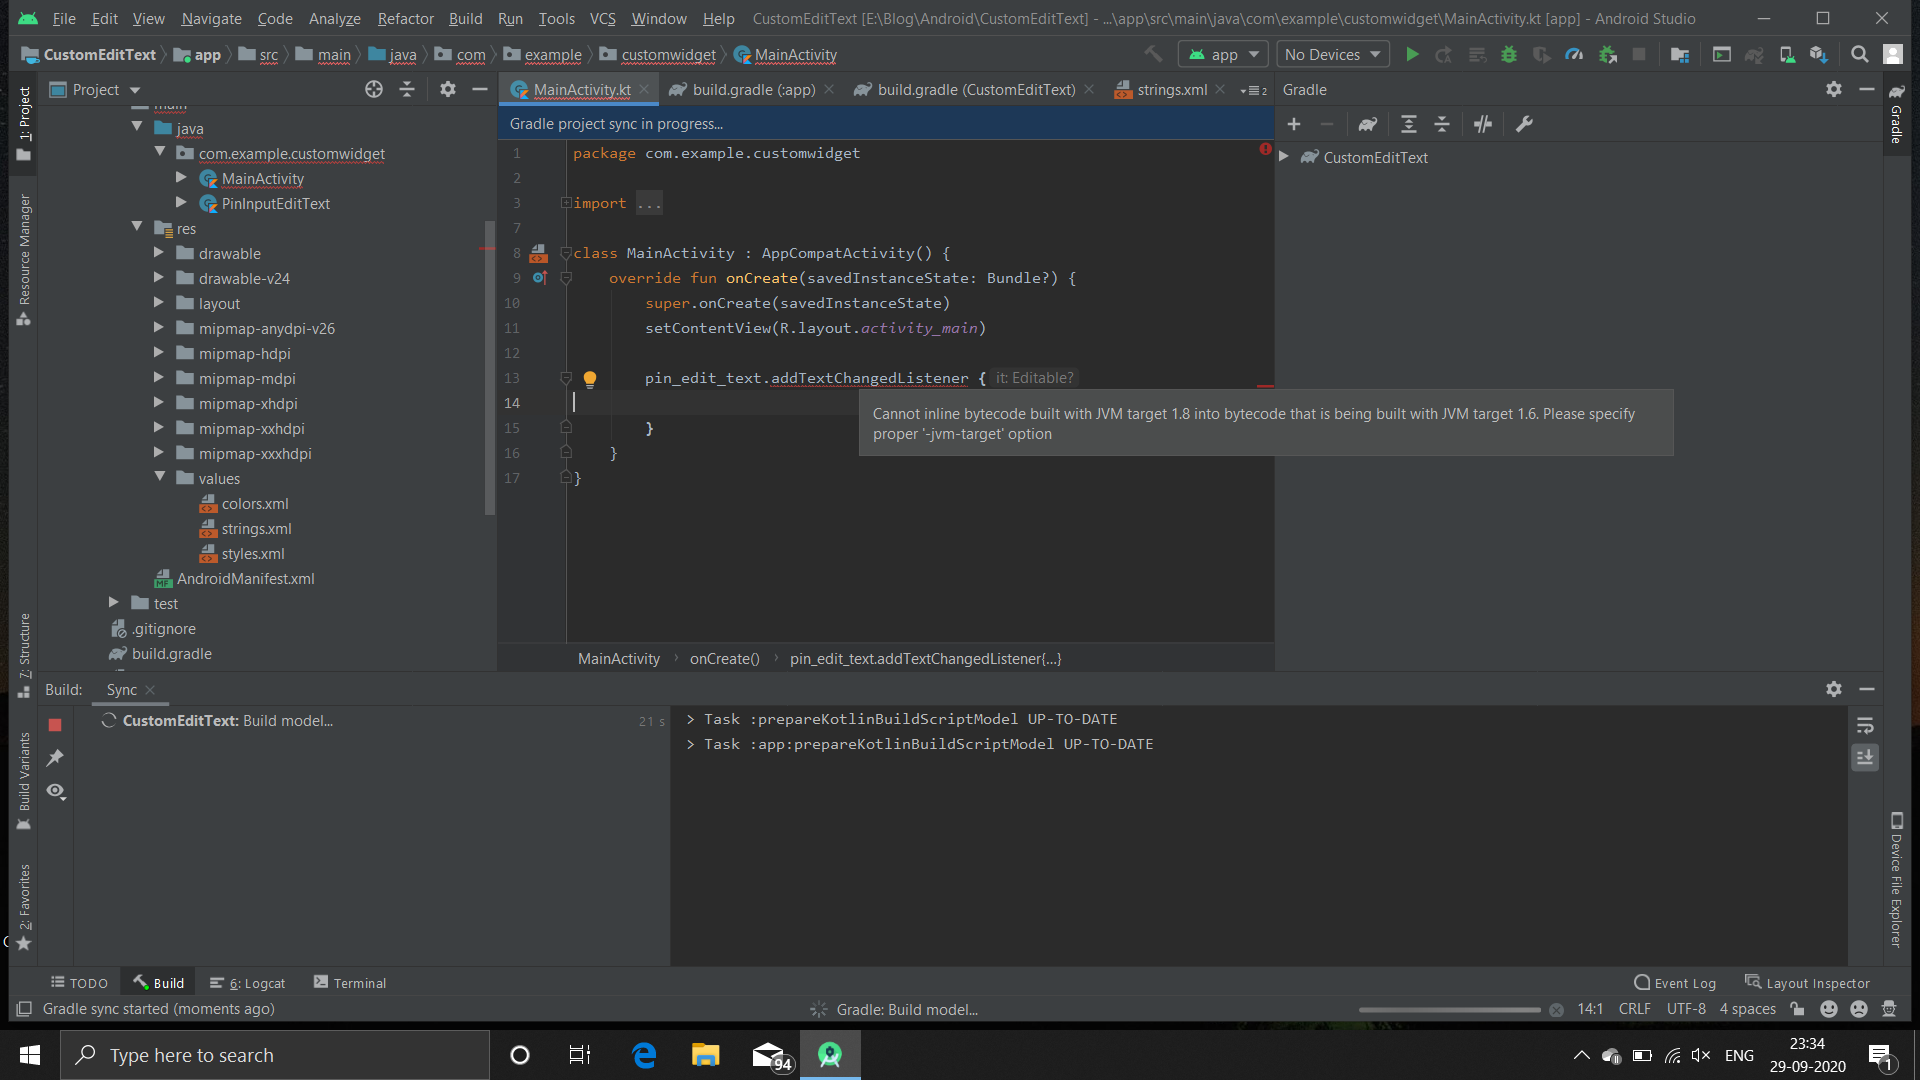 File Edit View Navigate Code Analyze Refactor Build Run Tools VCS Window Help CustomEditText [E:\Blog\Android\CustomEditText] - ...\app\src\main\java\com\example\customwidget\MainActivity.kt [app] - Android Studio
CustomEditText app src main java com example customwidget MainActivity app No Devices
Project
MainActivity.kt build.gradle (:app) build.gradle (CustomEditText) strings.xml 2
Gradle
1: Project
Resource Manager
7: Structure
Build Variants
2: Favorites
Gradle
Device File Explorer
main
java
com.example.customwidget
MainActivity
PinInputEditText
res
drawable
drawable-v24
layout
mipmap-anydpi-v26
mipmap-hdpi
mipmap-mdpi
mipmap-xhdpi
mipmap-xxhdpi
mipmap-xxxhdpi
values
colors.xml
strings.xml
styles.xml
AndroidManifest.xml
test
.gitignore
build.gradle
Gradle project sync in progress...
1 package com.example.customwidget
2
3 import ...
7
8 class MainActivity : AppCompatActivity() {
9 override fun onCreate(savedInstanceState: Bundle?) {
10 super.onCreate(savedInstanceState)
11 setContentView(R.layout.activity_main)
12
13 pin_edit_text.addTextChangedListener { it: Editable?
14
15 }
16 }
17 }
Cannot inline bytecode built with JVM target 1.8 into bytecode that is being built with JVM target 1.6. Please specify
proper '-jvm-target' option
MainActivity onCreate() pin_edit_text.addTextChangedListener{...}
CustomEditText
Build: Sync
CustomEditText: Build model... 21 s
> Task :prepareKotlinBuildScriptModel UP-TO-DATE
> Task :app:prepareKotlinBuildScriptModel UP-TO-DATE
TODO Build 6: Logcat Terminal Event Log Layout Inspector
Gradle sync started (moments ago) Gradle: Build model... 14:1 CRLF UTF-8 4 spaces
Type here to search 94 ENG 23:34
29-09-2020 1